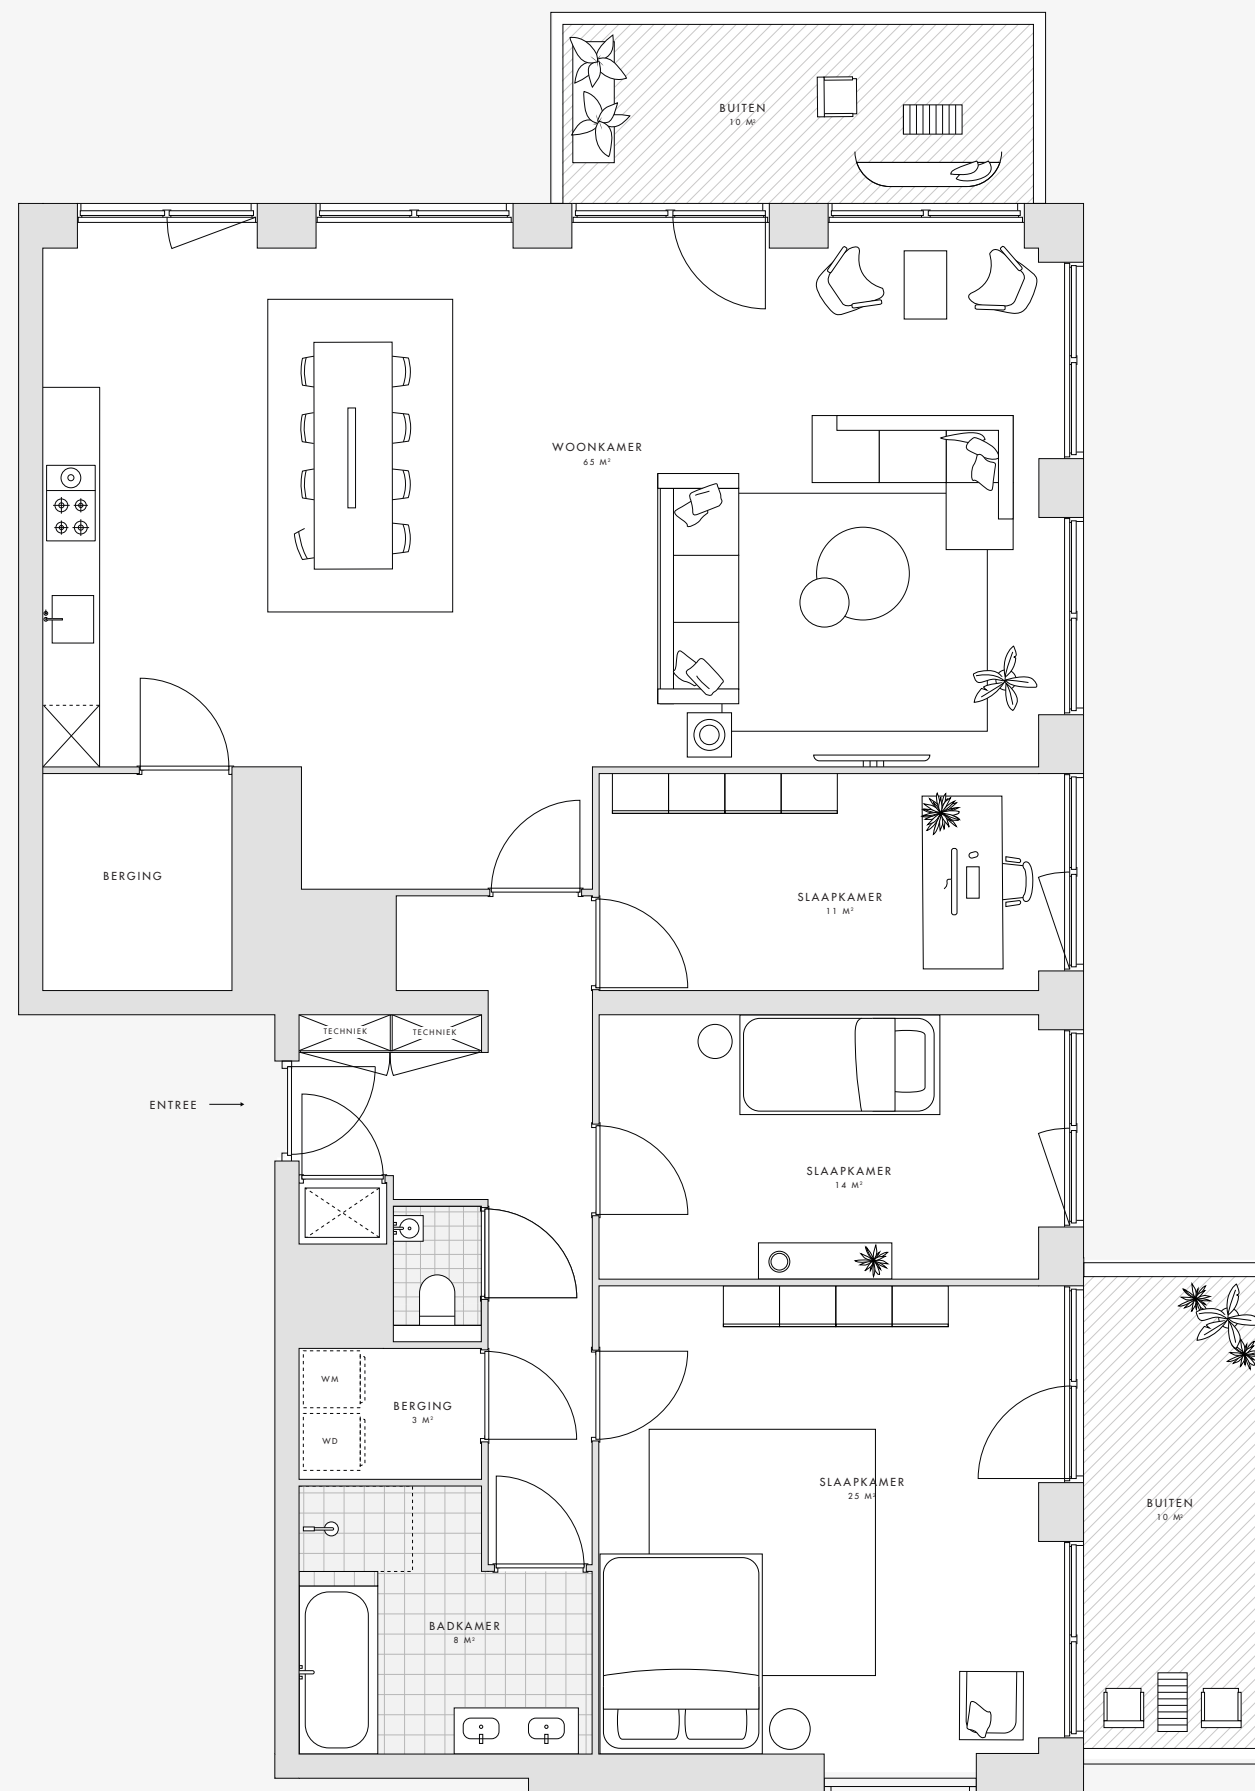 BUITEN
10 M²
WOONKAMER
65 M²
BERGING
SLAAPKAMER
11 M²
TECHNIEK
TECHNIEK
ENTREE
SLAAPKAMER
14 M²
WM
WD
BERGING
3 M²
SLAAPKAMER
25 M²
BUITEN
10 M²
BADKAMER
8 M²